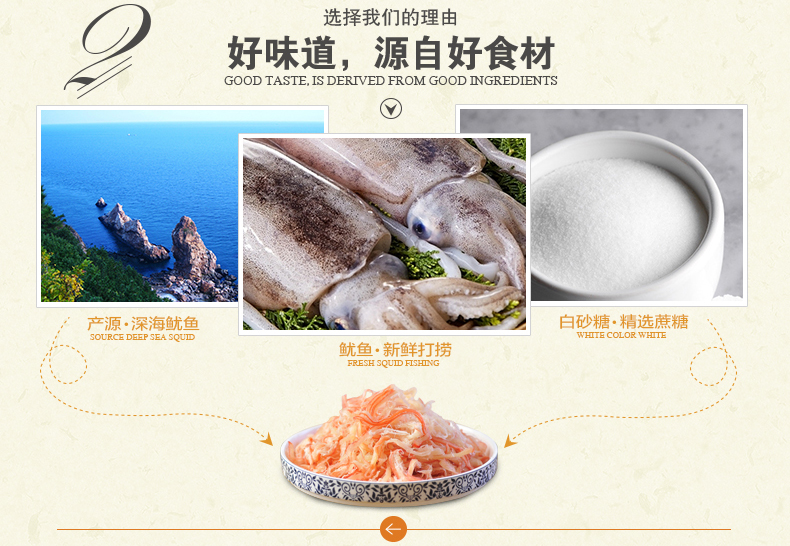 2
选择我们的理由
好味道，源自好食材
GOOD TASTE, IS DERIVED FROM GOOD INGREDIENTS
产源·深海鱿鱼
SOURCE DEEP SEA SQUID
鱿鱼·新鲜打捞
FRESH SQUID FISHING
白砂糖·精选蔗糖
WHITE COLOR WHITE